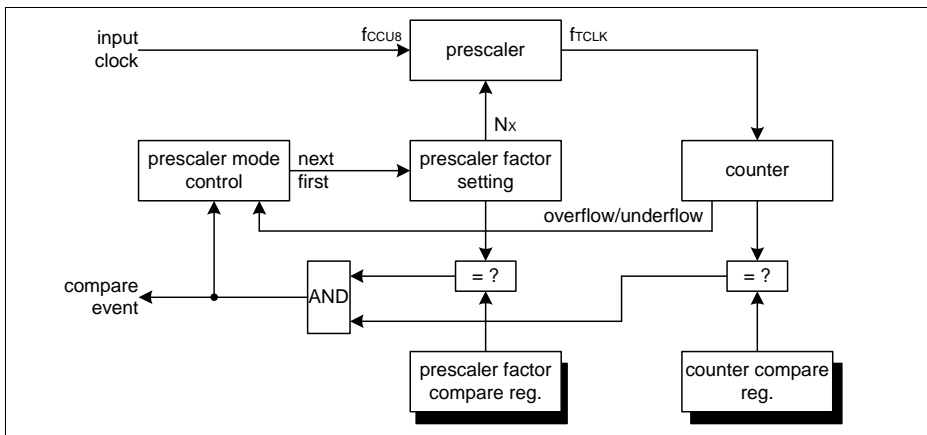 input
clock
fCCU8
prescaler
fTCLK
NX
prescaler mode
control
next
first
prescaler factor
setting
counter
overflow/underflow
= ?
= ?
compare
event
AND
prescaler factor
compare reg.
counter compare
reg.